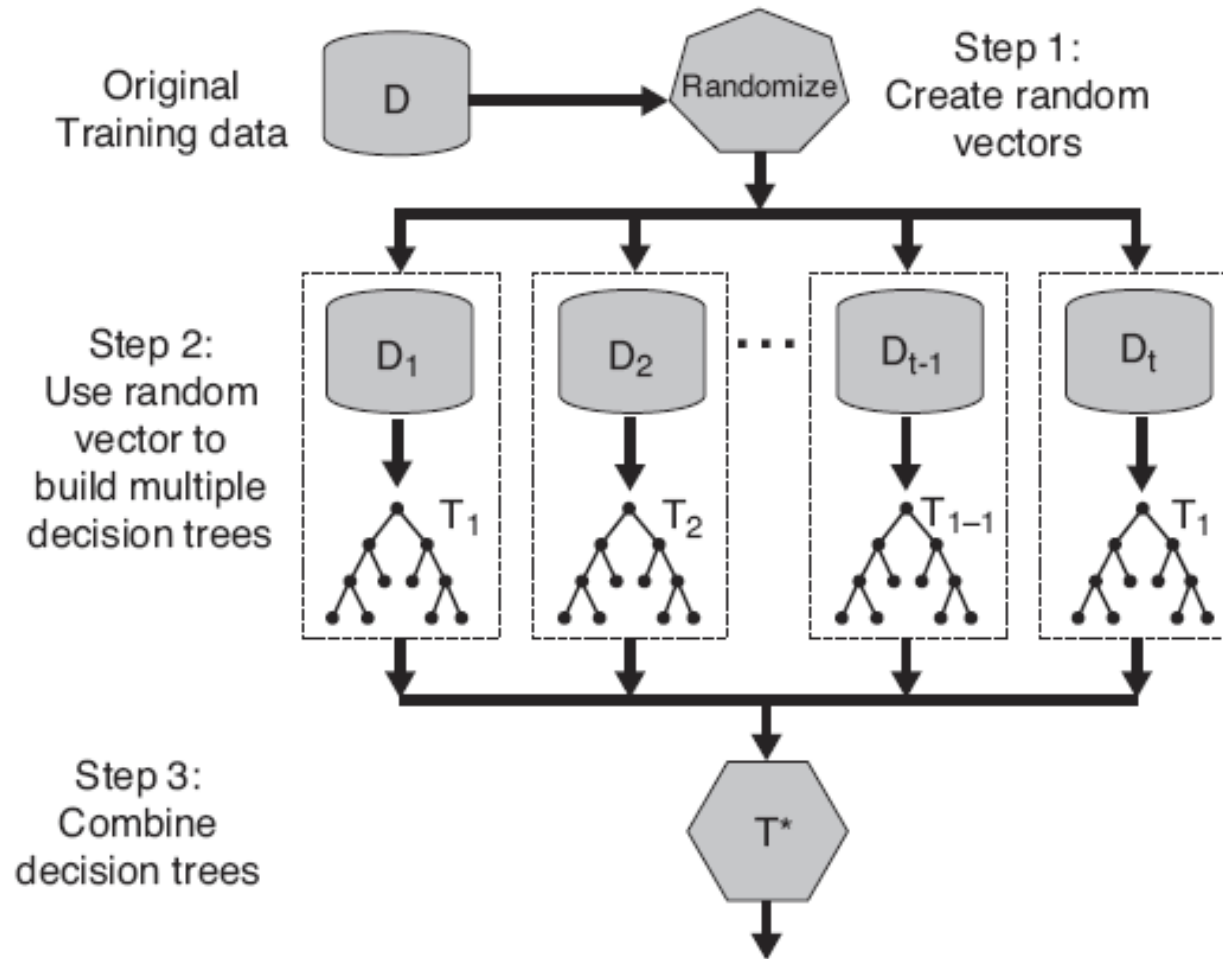 Original
Training data
D
Randomize
Step 1:
Create random
vectors
Step 2:
Use random
vector to
build multiple
decision trees
D₁
D₂
...
Dₜ₋₁
Dₜ
T₁
T₂
T₁₋₁
T₁
Step 3:
Combine
decision trees
T*